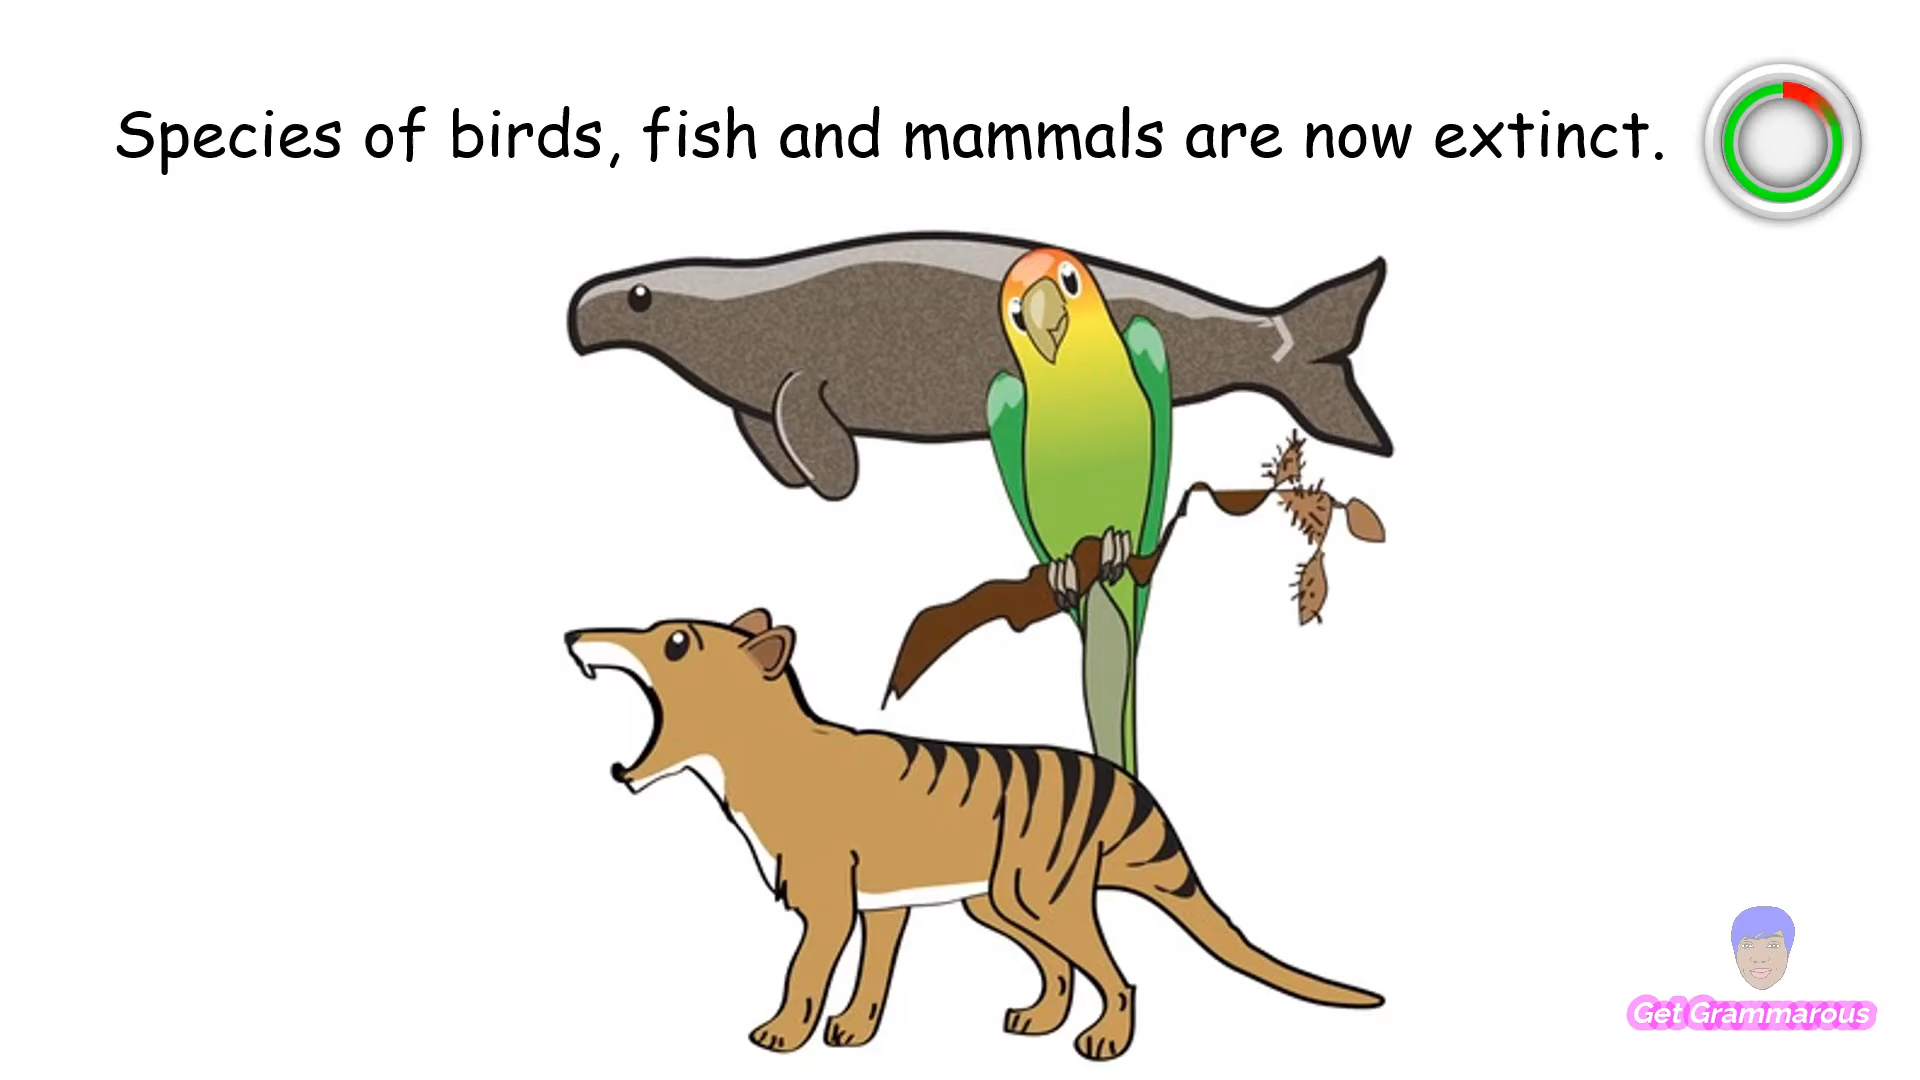 Species of birds, fish and mammals are now extinct.
Get Grammarous